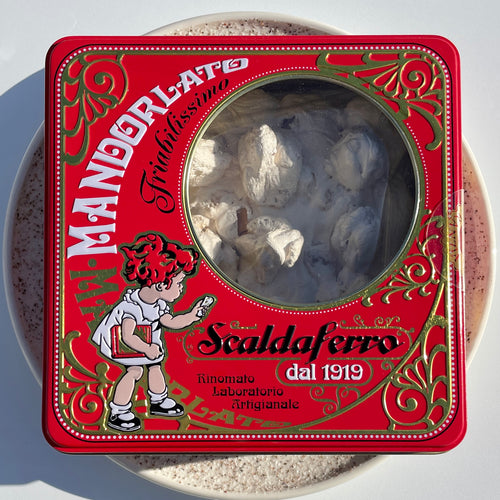 MANDORLATO
Friabilissimo
Scaldaferro
dal 1919
Rinomato
Laboratorio
Artigianale